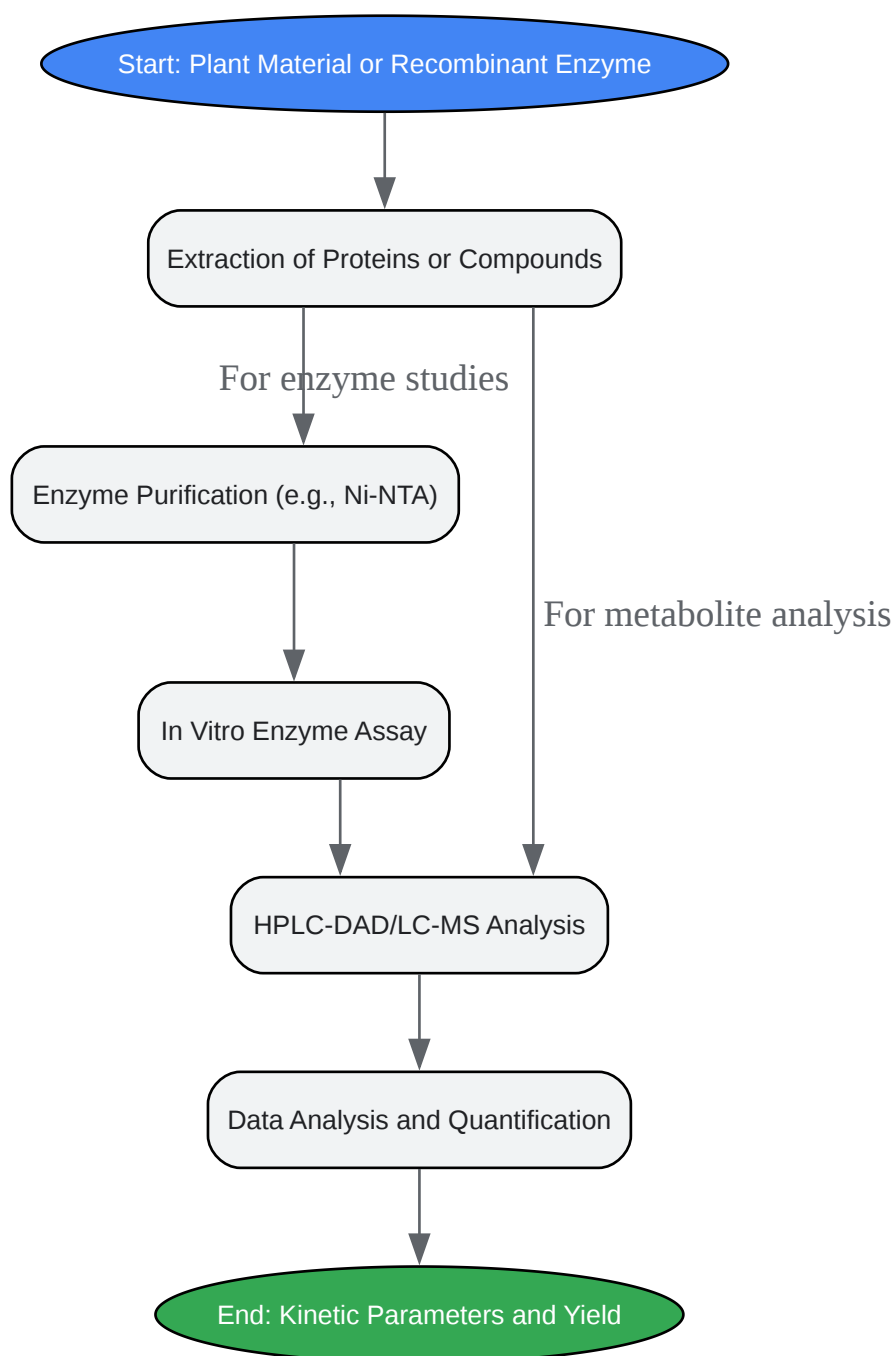 Start: Plant Material or Recombinant Enzyme
Extraction of Proteins or Compounds
For enzyme studies
Enzyme Purification (e.g., Ni-NTA)
For metabolite analysis
In Vitro Enzyme Assay
HPLC-DAD/LC-MS Analysis
Data Analysis and Quantification
End: Kinetic Parameters and Yield